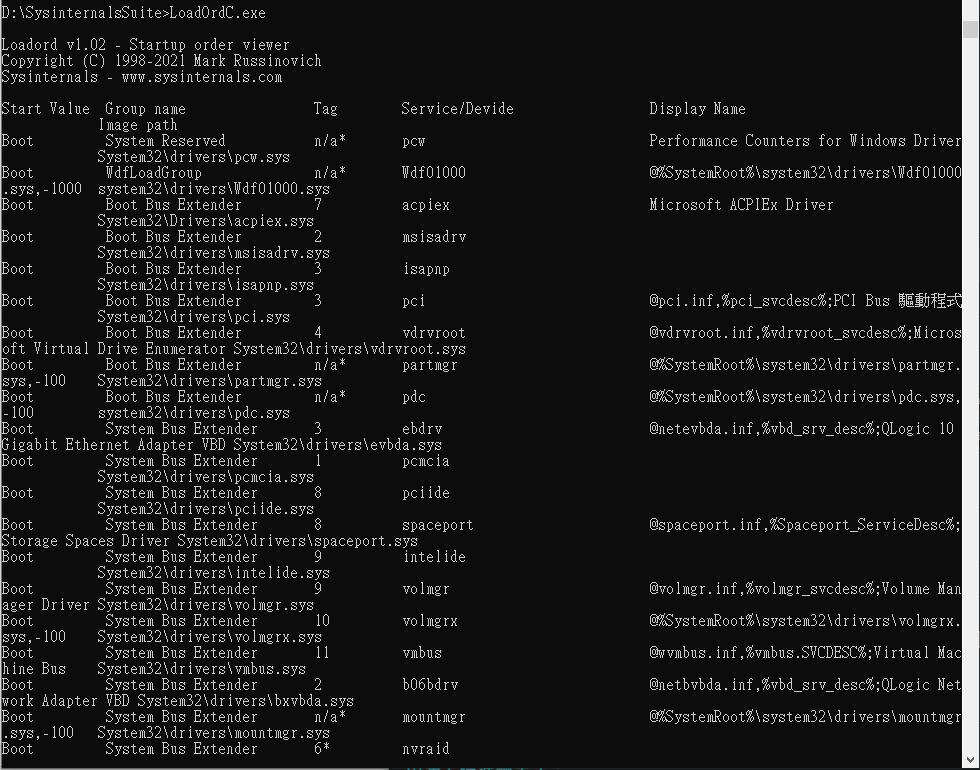 D:\SysinternalsSuite>LoadOrdC.exe
Loadord v1.02 - Startup order viewer
Copyright (C) 1998-2021 Mark Russinovich
Sysinternals - www.sysinternals.com
Start Value  Group name                Tag        Service/Devide                 Display Name
            Image path
Boot         System Reserved           n/a*       pcw                            Performance Counters for Windows Driver
            System32\drivers\pcw.sys
Boot         WdfLoadGroup              n/a*       Wdf01000                       @%SystemRoot%\system32\drivers\Wdf01000
.sys,-1000  system32\drivers\Wdf01000.sys
Boot         Boot Bus Extender         7          acpiex                         Microsoft ACPIEx Driver
            System32\Drivers\acpiex.sys
Boot         Boot Bus Extender         2          msisadrv
            System32\drivers\msisadrv.sys
Boot         Boot Bus Extender         3          isapnp
            System32\drivers\isapnp.sys
Boot         Boot Bus Extender         3          pci                            @pci.inf,%pci_svcdesc%;PCI Bus 驅動程式
            System32\drivers\pci.sys
Boot         Boot Bus Extender         4          vdrvroot                       @vdrvroot.inf,%vdrvroot_svcdesc%;Micros
oft Virtual Drive Enumerator System32\drivers\vdrvroot.sys
Boot         Boot Bus Extender         n/a*       partmgr                        @%SystemRoot%\system32\drivers\partmgr.
sys,-100    System32\drivers\partmgr.sys
Boot         Boot Bus Extender         n/a*       pdc                            @%SystemRoot%\system32\drivers\pdc.sys,
-100        system32\drivers\pdc.sys
Boot         System Bus Extender       3          ebdrv                          @netevbda.inf,%vbd_srv_desc%;QLogic 10
Gigabit Ethernet Adapter VBD System32\drivers\evbda.sys
Boot         System Bus Extender       1          pcmcia
            System32\drivers\pcmcia.sys
Boot         System Bus Extender       8          pciide
            System32\drivers\pciide.sys
Boot         System Bus Extender       8          spaceport                      @spaceport.inf,%Spaceport_ServiceDesc%;
Storage Spaces Driver System32\drivers\spaceport.sys
Boot         System Bus Extender       9          intelide
            System32\drivers\intelide.sys
Boot         System Bus Extender       9          volmgr                         @volmgr.inf,%volmgr_svcdesc%;Volume Man
ager Driver System32\drivers\volmgr.sys
Boot         System Bus Extender       10         volmgrx                        @%SystemRoot%\system32\drivers\volmgrx.
sys,-100    System32\drivers\volmgrx.sys
Boot         System Bus Extender       11         vmbus                          @wvmbus.inf,%vmbus.SVCDESC%;Virtual Mac
hine Bus    System32\drivers\vmbus.sys
Boot         System Bus Extender       2          b06bdrv                        @netbvbda.inf,%vbd_srv_desc%;QLogic Net
work Adapter VBD System32\drivers\bxvbda.sys
Boot         System Bus Extender       n/a*       mountmgr                       @%SystemRoot%\system32\drivers\mountmgr
.sys,-100   System32\drivers\mountmgr.sys
Boot         System Bus Extender       6*         nvraid